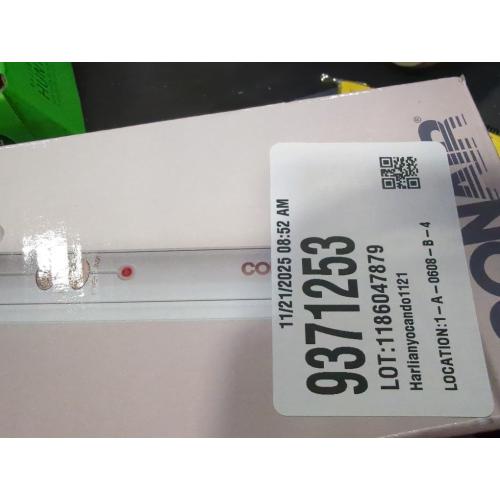 11/21/2025 08:52 AM
9371253
LOT:1186047879
Harlianyocando1121
LOCATION:1-A-0608-B-4
CONAIR®